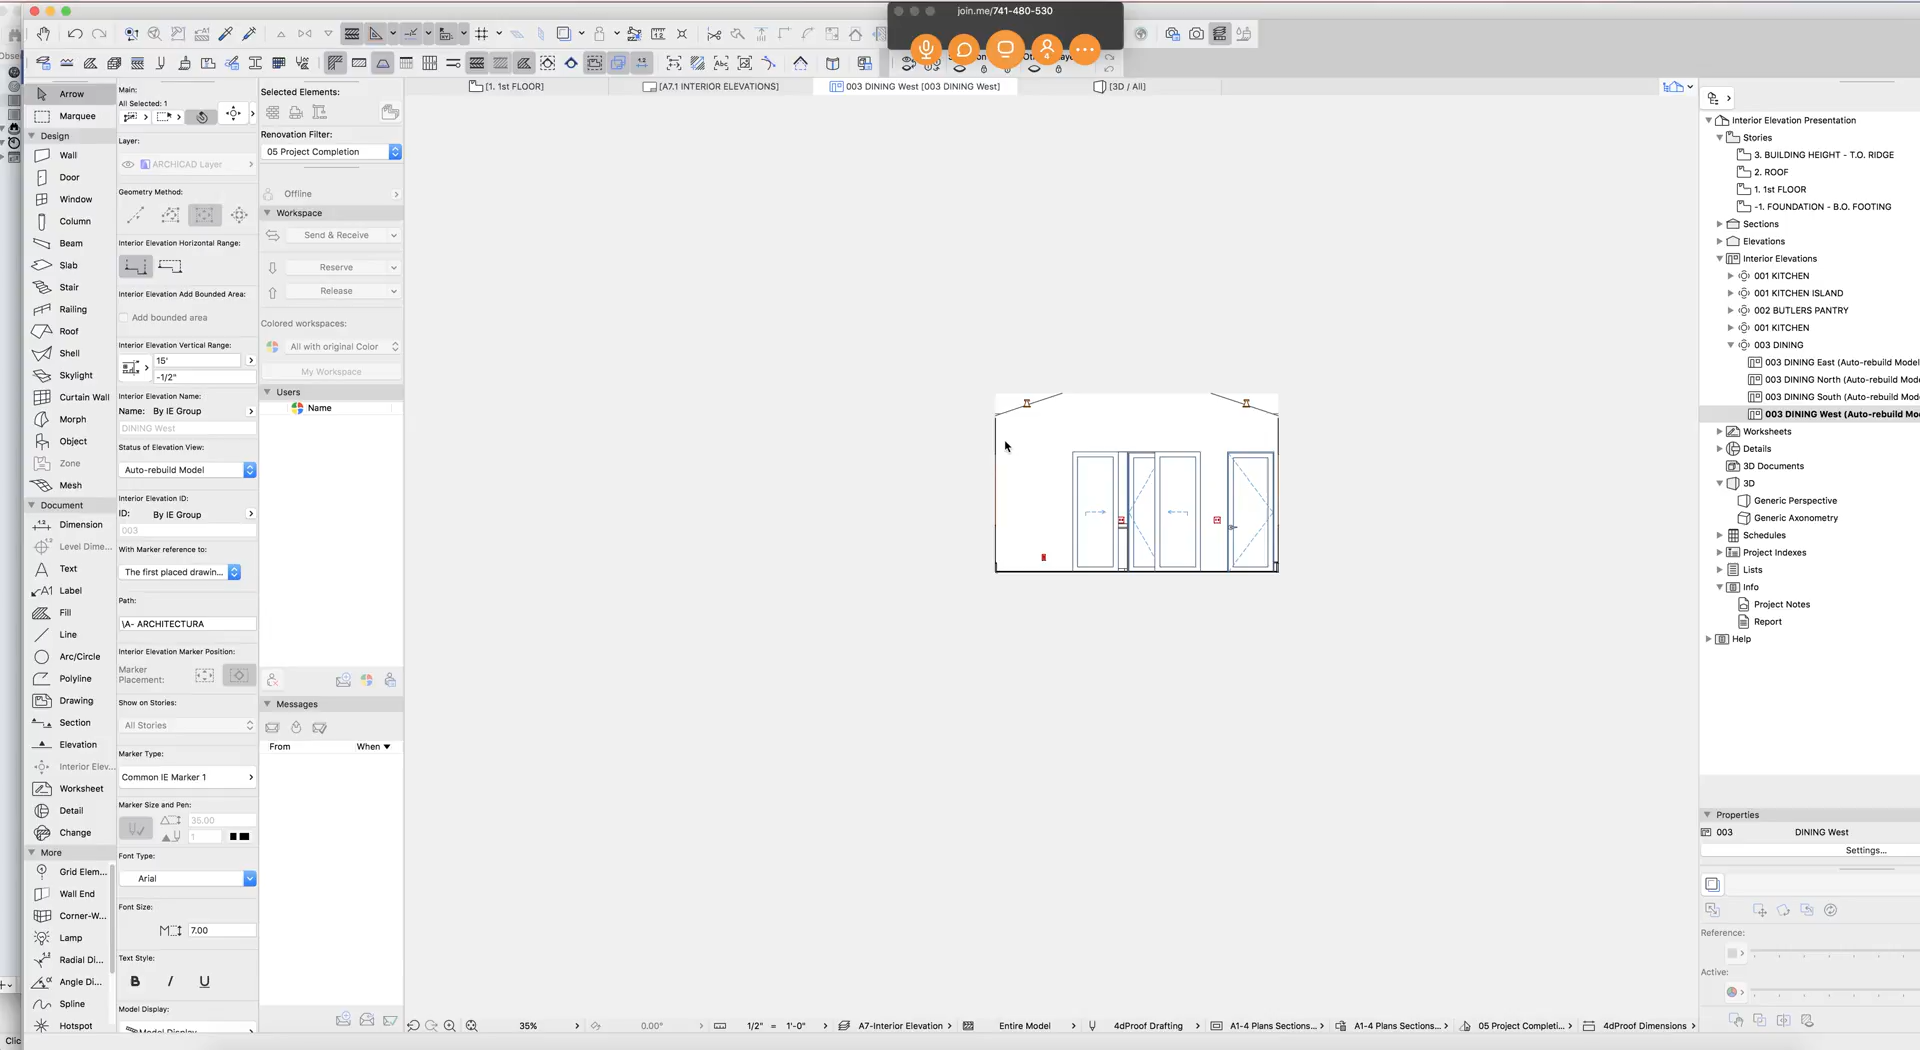 join.me/741-480-530
4
[1. 1st FLOOR]
[A7.1 INTERIOR ELEVATIONS]
003 DINING West [003 DINING West]
[3D / All]
Arrow
Marquee
Design
Wall
Door
Window
Column
Beam
Slab
Stair
Railing
Roof
Shell
Skylight
Curtain Wall
Morph
Object
Zone
Mesh
Document
Dimension
Level Dime...
Text
Label
Fill
Line
Arc/Circle
Polyline
Drawing
Section
Elevation
Interior Elev...
Worksheet
Detail
Change
More
Grid Elem...
Wall End
Corner-W...
Lamp
Radial Di...
Angle Di...
Spline
Hotspot
Main:
All Selected: 1
Layer:
ARCHICAD Layer
Geometry Method:
Interior Elevation Horizontal Range:
Interior Elevation Add Bounded Area:
Add bounded area
Interior Elevation Vertical Range:
15'
-1/2"
Interior Elevation Name:
Name: By IE Group
DINING West
Status of Elevation View:
Auto-rebuild Model
Interior Elevation ID:
ID: By IE Group
003
With Marker reference to:
The first placed drawin...
Path:
\A- ARCHITECTURA
Interior Elevation Marker Position:
Marker
Placement:
Show on Stories:
All Stories
Marker Type:
Common IE Marker 1
Marker Size and Pen:
35.00
1
Font Type:
Arial
Font Size:
7.00
Text Style:
B I U
Model Display:
Model Display
Selected Elements:
Renovation Filter:
05 Project Completion
Offline
Workspace
Send & Receive
Reserve
Release
Colored workspaces:
All with original Color
My Workspace
Users
Name
Messages
From When
Interior Elevation Presentation
Stories
3. BUILDING HEIGHT - T.O. RIDGE
2. ROOF
1. 1st FLOOR
-1. FOUNDATION - B.O. FOOTING
Sections
Elevations
Interior Elevations
001 KITCHEN
001 KITCHEN ISLAND
002 BUTLERS PANTRY
001 KITCHEN
003 DINING
003 DINING East (Auto-rebuild Model
003 DINING North (Auto-rebuild Mode
003 DINING South (Auto-rebuild Mod
003 DINING West (Auto-rebuild Mo
Worksheets
Details
3D Documents
3D
Generic Perspective
Generic Axonometry
Schedules
Project Indexes
Lists
Info
Project Notes
Report
Help
Properties
003 DINING West
Settings...
Reference:
Active:
35% 0.00° 1/2" = 1'-0" A7-Interior Elevation Entire Model 4dProof Drafting A1-4 Plans Sections... A1-4 Plans Sections... 05 Project Completi... 4dProof Dimensions
Clic